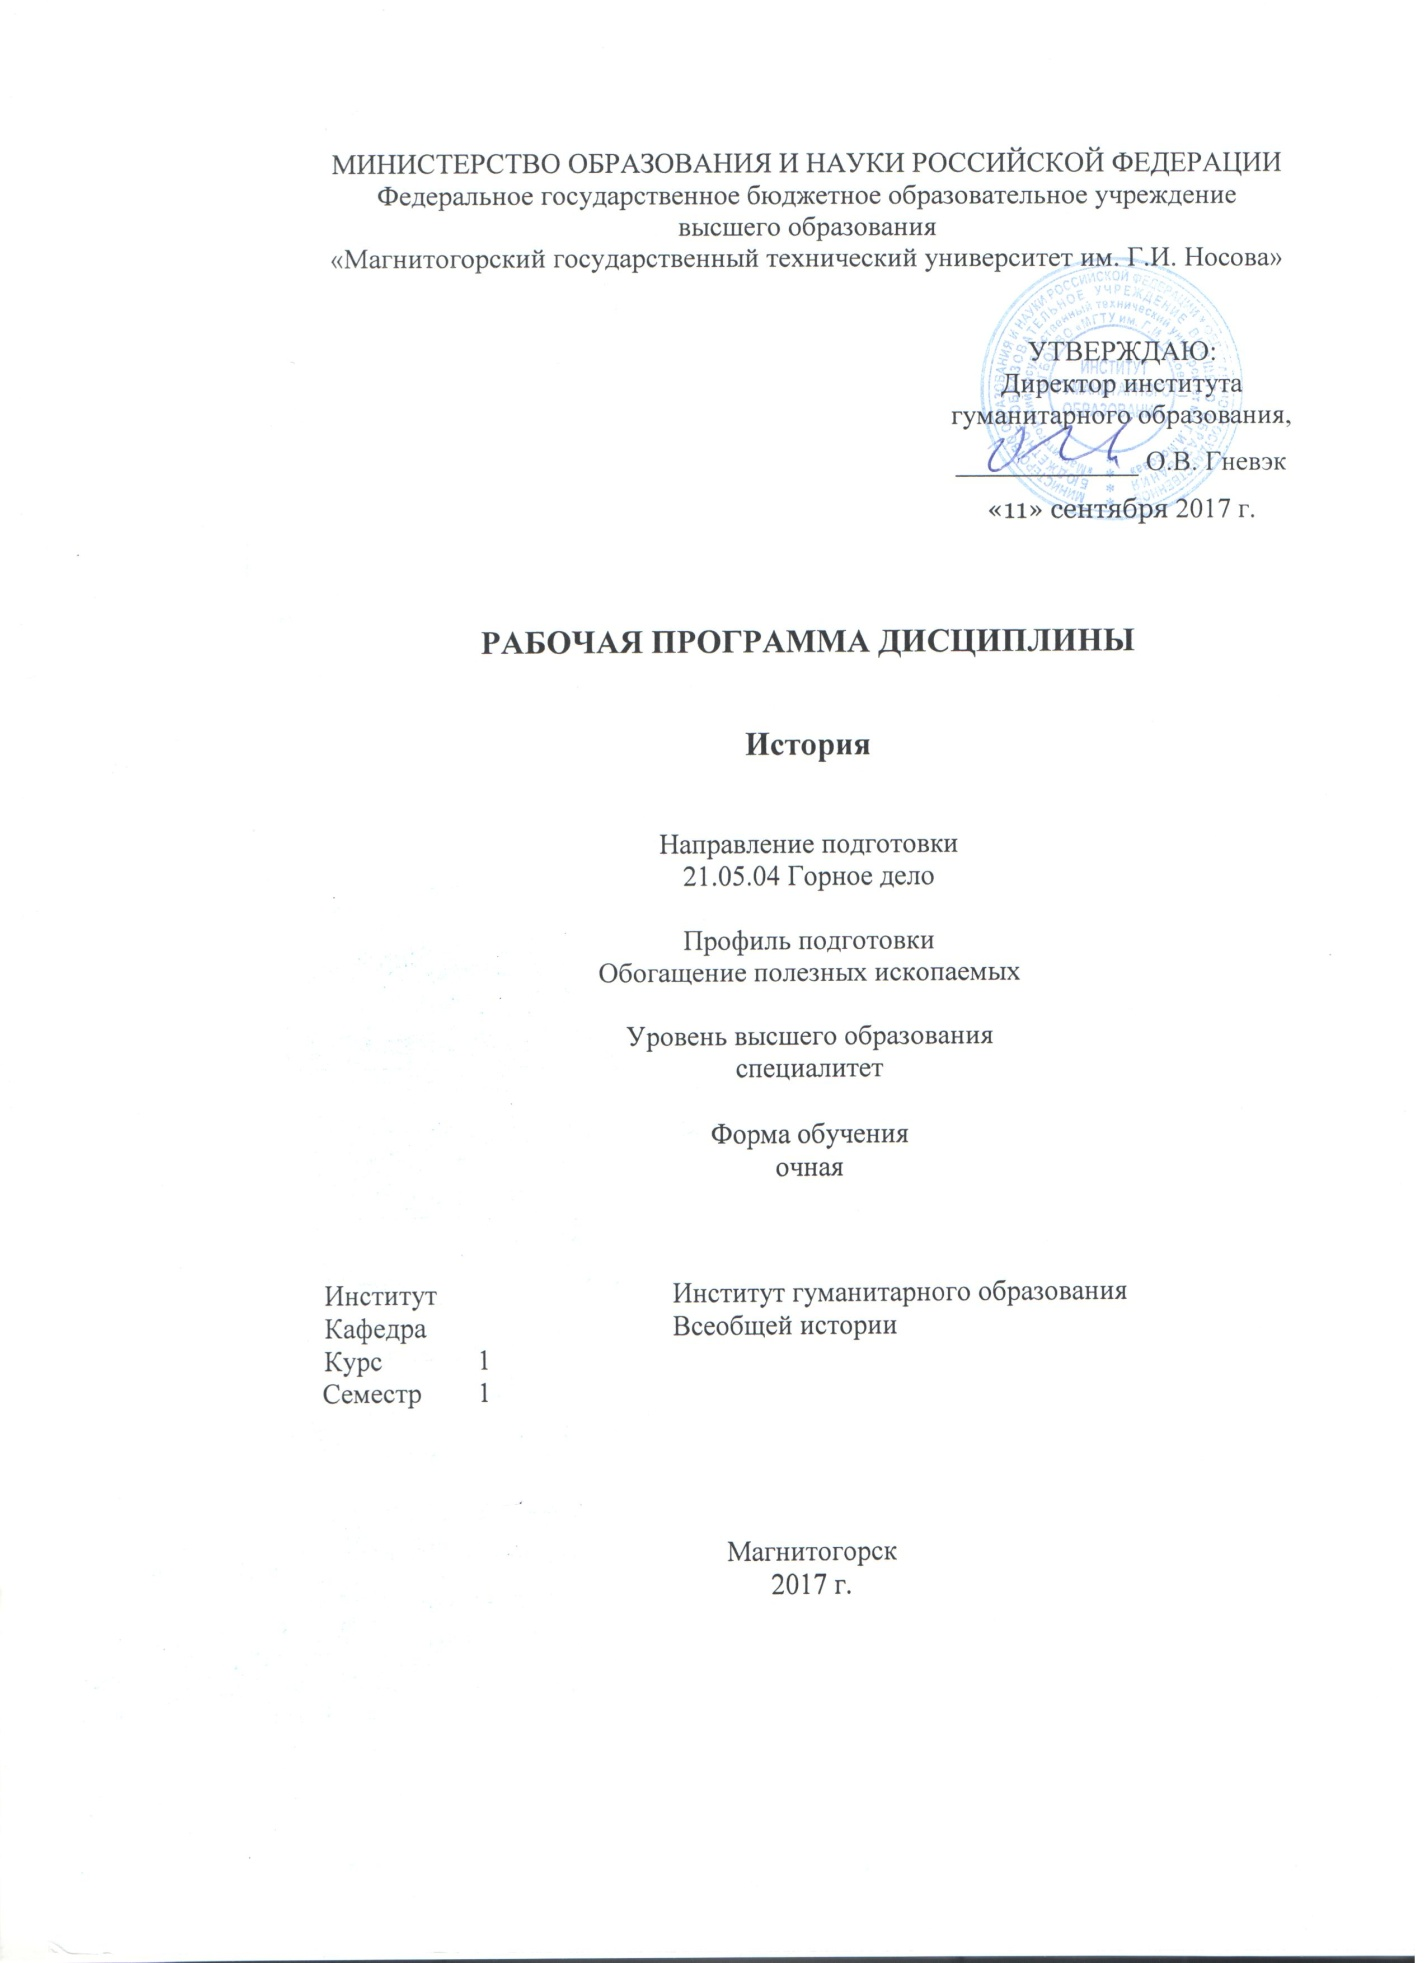 МИНИСТЕРСТВО ОБРАЗОВАНИЯ И НАУКИ РОССИЙСКОЙ ФЕДЕРАЦИИ
Федеральное государственное бюджетное образовательное учреждение
высшего образования
«Магнитогорский государственный технический университет им. Г.И. Носова»
УТВЕРЖДАЮ:
Директор института
гуманитарного образования,
О.В. Гневэк
«11» сентября 2017 г.
ИНСТИТУТ
РАБОЧАЯ ПРОГРАММА ДИСЦИПЛИНЫ
История
Направление подготовки
21.05.04 Горное дело
Профиль подготовки
Обогащение полезных ископаемых
Уровень высшего образования
специалитет
Форма обучения
очная
Институт Институт гуманитарного образования
Кафедра Всеобщей истории
Курс 1
Семестр 1
Магнитогорск
2017 г.